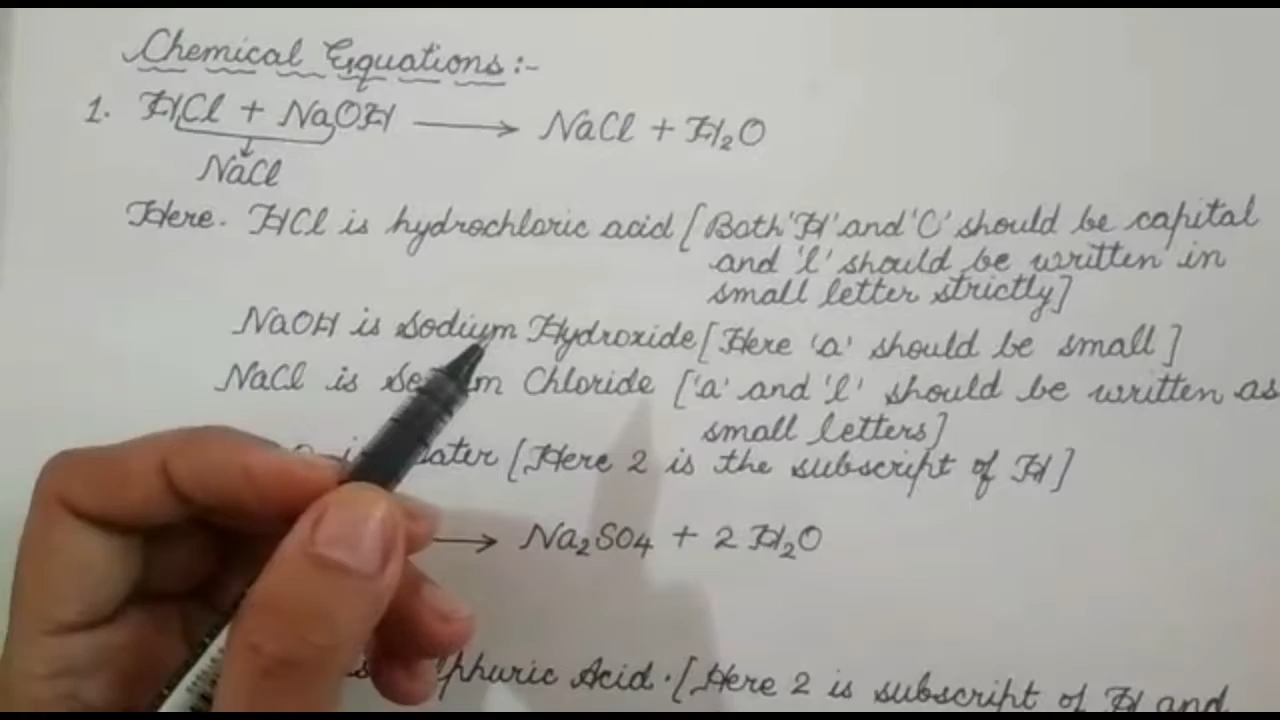 Chemical Equations :-
1. HCl + NaOH ⟶ NaCl + H₂O
NaCl
Here. HCl is hydrochloric acid [Both 'H' and 'C' should be capital
and 'l' should be written in
small letter strictly]
NaOH is Sodium Hydroxide [Here 'a' should be small]
NaCl is Chloride ['a' and 'l' should be written as
small letters]
[Here 2 is the subscript of H]
⟶ Na₂SO₄ + 2 H₂O
Acid. [Here 2 is subscript of H and